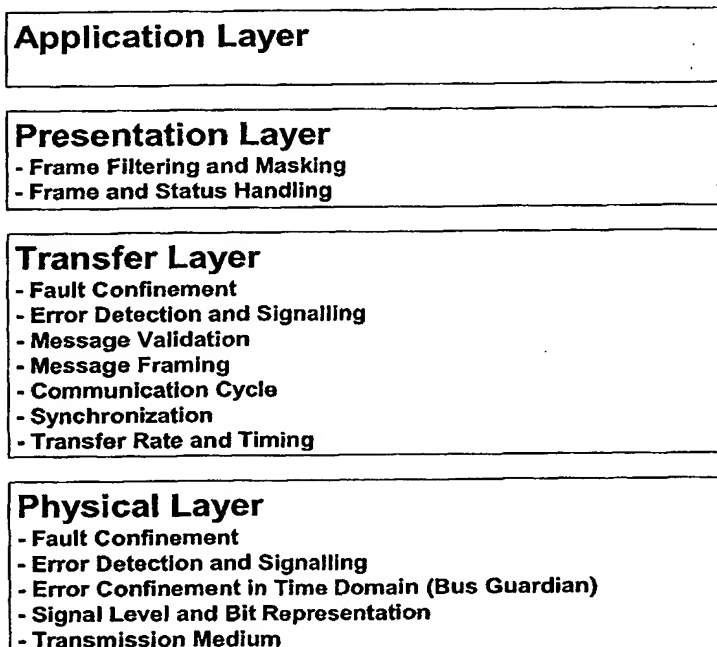 Application Layer
Presentation Layer
- Frame Filtering and Masking
- Frame and Status Handling
Transfer Layer
- Fault Confinement
- Error Detection and Signalling
- Message Validation
- Message Framing
- Communication Cycle
- Synchronization
- Transfer Rate and Timing
Physical Layer
- Fault Confinement
- Error Detection and Signalling
- Error Confinement in Time Domain (Bus Guardian)
- Signal Level and Bit Representation
- Transmission Medium